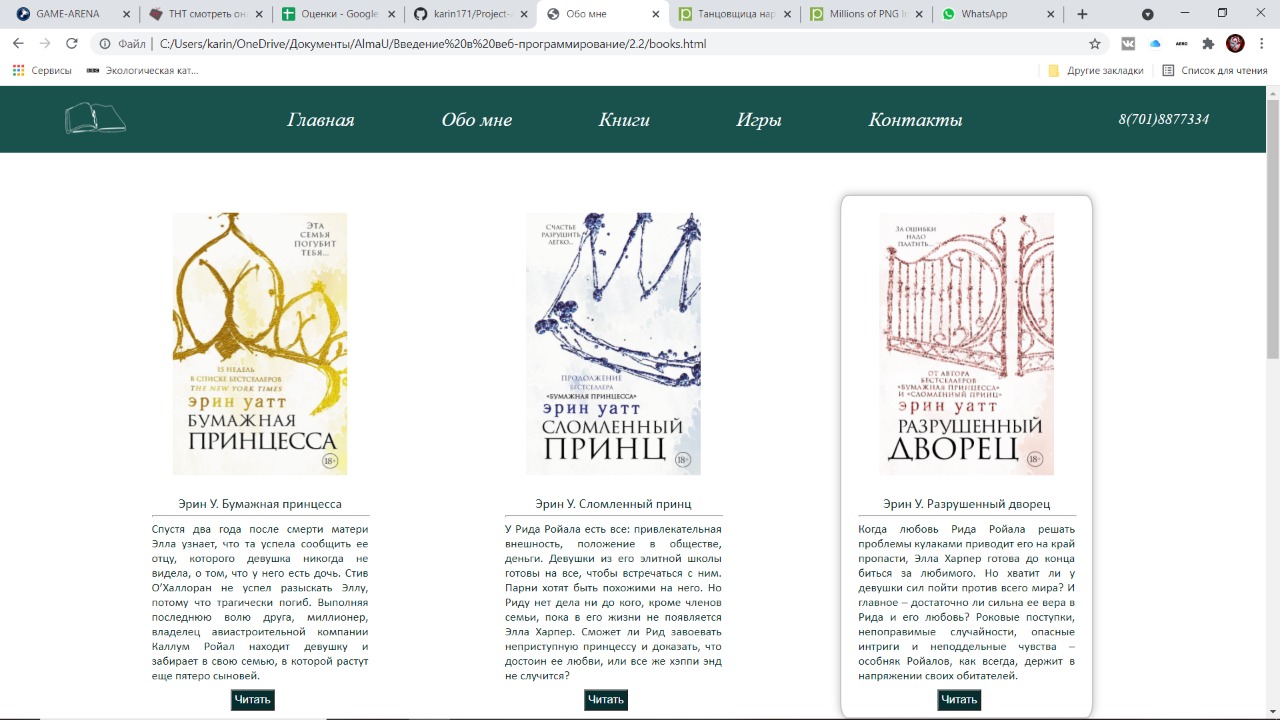 GAME-ARENA
ТНТ смотреть он
Оценки - Google
karin171/Project-
Обо мне
Танцовщица нар
Millions of PNG I
WhatsApp
Файл
C:/Users/karin/OneDrive/Документы/AlmaU/Введение%20в%20веб-программирование/2.2/books.html
Сервисы
BBC
Экологическая кат...
Другие закладки
Список для чтения
Главная
Обо мне
Книги
Игры
Контакты
8(701)8877334
ЭТА
СЕМЬЯ
ПОГУБИТ
ТЕБЯ...
15 НЕДЕЛЬ
В СПИСКЕ БЕСТСЕЛЛЕРОВ
THE NEW YORK TIMES
эрин уатт
БУМАЖНАЯ
ПРИНЦЕССА
18+
Эрин У. Бумажная принцесса
Спустя два года после смерти матери
Элла узнает, что та успела сообщить ее
отцу, которого девушка никогда не
видела, о том, что у него есть дочь. Стив
О’Халлоран не успел разыскать Эллу,
потому что трагически погиб. Выполняя
последнюю волю друга, миллионер,
владелец авиастроительной компании
Каллум Ройал находит девушку и
забирает в свою семью, в которой растут
еще пятеро сыновей.
Читать
СЧАСТЬЕ
РАЗРУШИТЬ
ЛЕГКО...
ПРОДОЛЖЕНИЕ
БЕСТСЕЛЛЕРА
«БУМАЖНАЯ ПРИНЦЕССА»
эрин уатт
СЛОМЛЕННЫЙ
ПРИНЦ
18+
Эрин У. Сломленный принц
У Рида Ройала есть все: привлекательная
внешность, положение в обществе,
деньги. Девушки из его элитной школы
готовы на все, чтобы встречаться с ним.
Парни хотят быть похожими на него. Но
Риду нет дела ни до кого, кроме членов
семьи, пока в его жизни не появляется
Элла Харпер. Сможет ли Рид завоевать
неприступную принцессу и доказать, что
достоин ее любви, или все же хэппи энд
не случится?
Читать
ЗА ОШИБКИ
НАДО
ПЛАТИТЬ...
ОТ АВТОРА
БЕСТСЕЛЛЕРОВ
«БУМАЖНАЯ ПРИНЦЕССА»
И «СЛОМЛЕННЫЙ ПРИНЦ»
эрин уатт
РАЗРУШЕННЫЙ
ДВОРЕЦ
18+
Эрин У. Разрушенный дворец
Когда любовь Рида Ройала решать
проблемы кулаками приводит его на край
пропасти, Элла Харпер готова до конца
биться за любимого. Но хватит ли у
девушки сил пойти против всего мира? И
главное – достаточно ли сильна ее вера в
Рида и его любовь? Роковые поступки,
непоправимые случайности, опасные
интриги и неподдельные чувства –
особняк Ройалов, как всегда, держит в
напряжении своих обитателей.
Читать